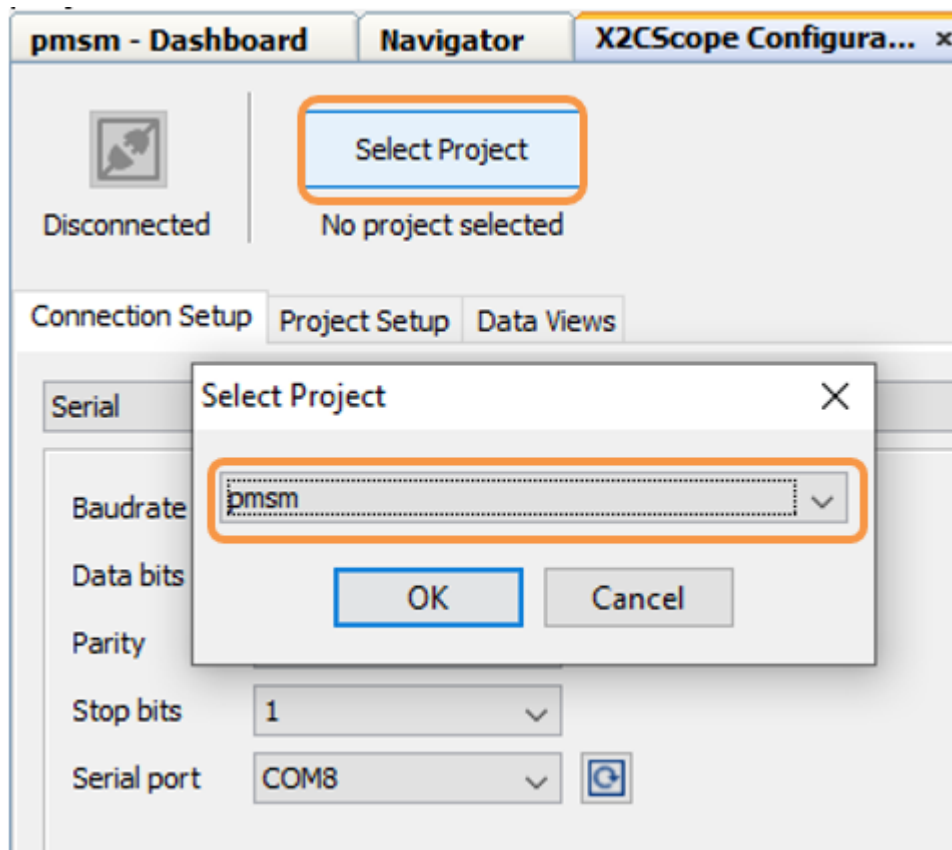 pmsm - Dashboard
Navigator
X2CScope Configura... ×
Select Project
Disconnected
No project selected
Connection Setup
Project Setup
Data Views
Serial
Select Project
pmsm
OK
Cancel
Baudrate
Data bits
Parity
Stop bits
1
Serial port
COM8